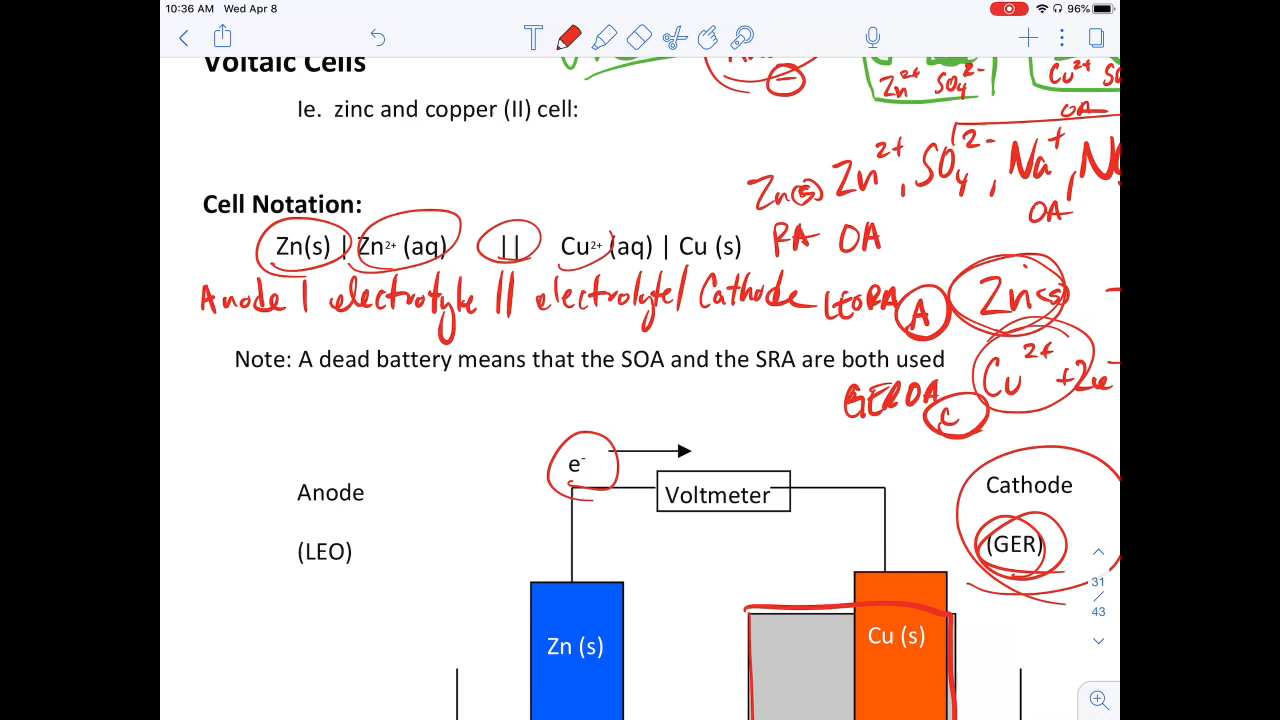 10:36 AM Wed Apr 8
96%
Voltaic Cells
Zn²⁺ SO₄²⁻
Cu²⁺ SO
Ie. zinc and copper (II) cell:
OA
Zn(s) Zn²⁺, SO₄²⁻, Na⁺, N
RA OA OA
Cell Notation:
Zn(s) | Zn²⁺ (aq) || Cu²⁺ (aq) | Cu (s)
Anode | electrolyte || electrolyte / Cathode
LEORA A Zn(s)
Note: A dead battery means that the SOA and the SRA are both used
GEROA C Cu²⁺ + 2e⁻
e⁻
Voltmeter
Anode
(LEO)
Cathode
(GER)
31
/
43
Zn (s)
Cu (s)